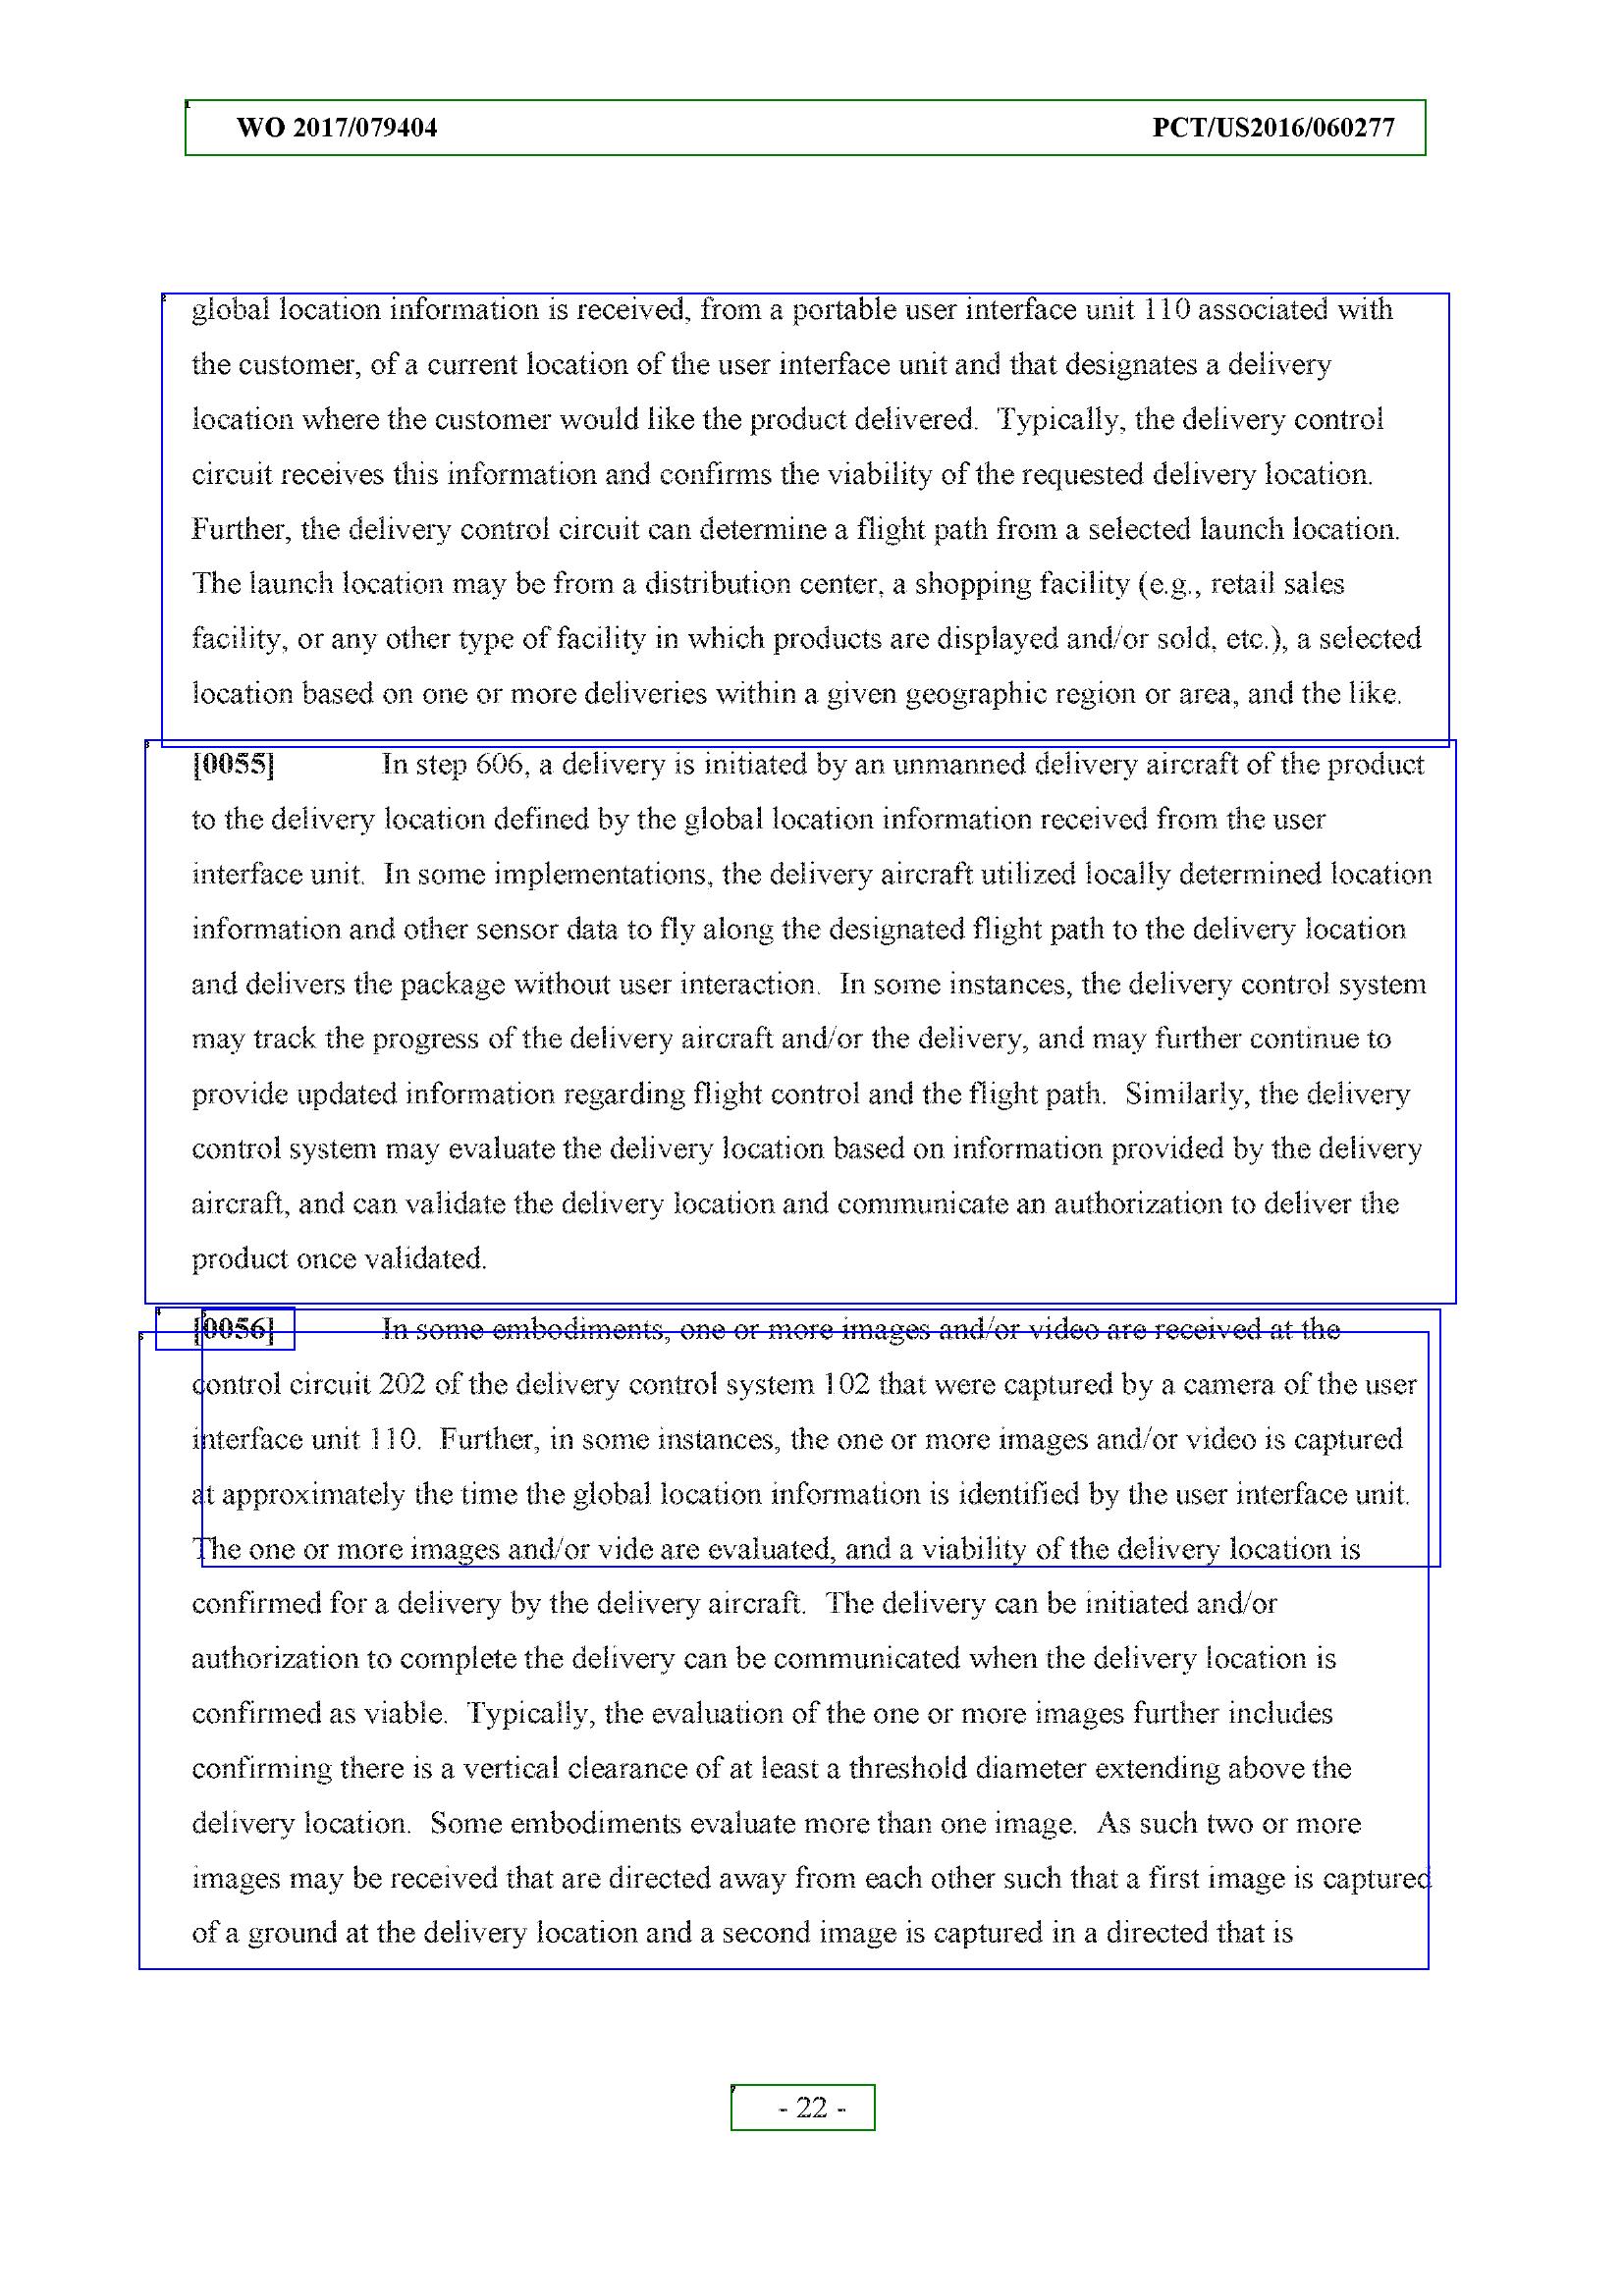 WO 2017/079404 PCT/US2016/060277
global location information is received, from a portable user interface unit 110 associated with
the customer, of a current location of the user interface unit and that designates a delivery
location where the customer would like the product delivered.  Typically, the delivery control
circuit receives this information and confirms the viability of the requested delivery location.
Further, the delivery control circuit can determine a flight path from a selected launch location.
The launch location may be from a distribution center, a shopping facility (e.g., retail sales
facility, or any other type of facility in which products are displayed and/or sold, etc.), a selected
location based on one or more deliveries within a given geographic region or area, and the like.
[0055] In step 606, a delivery is initiated by an unmanned delivery aircraft of the product
to the delivery location defined by the global location information received from the user
interface unit.  In some implementations, the delivery aircraft utilized locally determined location
information and other sensor data to fly along the designated flight path to the delivery location
and delivers the package without user interaction.  In some instances, the delivery control system
may track the progress of the delivery aircraft and/or the delivery, and may further continue to
provide updated information regarding flight control and the flight path.  Similarly, the delivery
control system may evaluate the delivery location based on information provided by the delivery
aircraft, and can validate the delivery location and communicate an authorization to deliver the
product once validated.
[0056] In some embodiments, one or more images and/or video are received at the
control circuit 202 of the delivery control system 102 that were captured by a camera of the user
interface unit 110.  Further, in some instances, the one or more images and/or video is captured
at approximately the time the global location information is identified by the user interface unit.
The one or more images and/or vide are evaluated, and a viability of the delivery location is
confirmed for a delivery by the delivery aircraft.  The delivery can be initiated and/or
authorization to complete the delivery can be communicated when the delivery location is
confirmed as viable.  Typically, the evaluation of the one or more images further includes
confirming there is a vertical clearance of at least a threshold diameter extending above the
delivery location.  Some embodiments evaluate more than one image.  As such two or more
images may be received that are directed away from each other such that a first image is captured
of a ground at the delivery location and a second image is captured in a directed that is
- 22 -